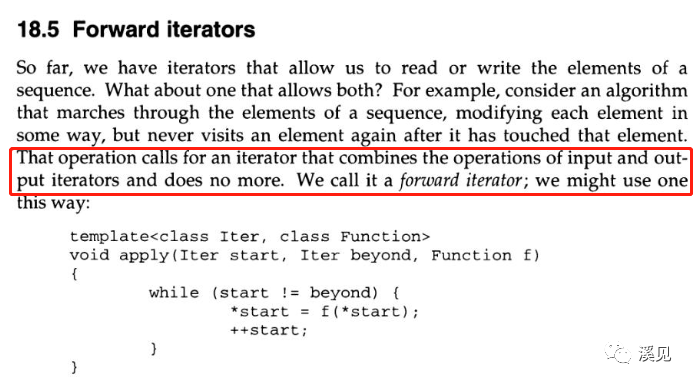 18.5 Forward iterators
So far, we have iterators that allow us to read or write the elements of a
sequence. What about one that allows both? For example, consider an algorithm
that marches through the elements of a sequence, modifying each element in
some way, but never visits an element again after it has touched that element.
That operation calls for an iterator that combines the operations of input and out-
put iterators and does no more. We call it a forward iterator; we might use one
this way:
template<class Iter, class Function>
void apply(Iter start, Iter beyond, Function f)
{
while (start != beyond) {
*start = f(*start);
++start;
}
}
溪见